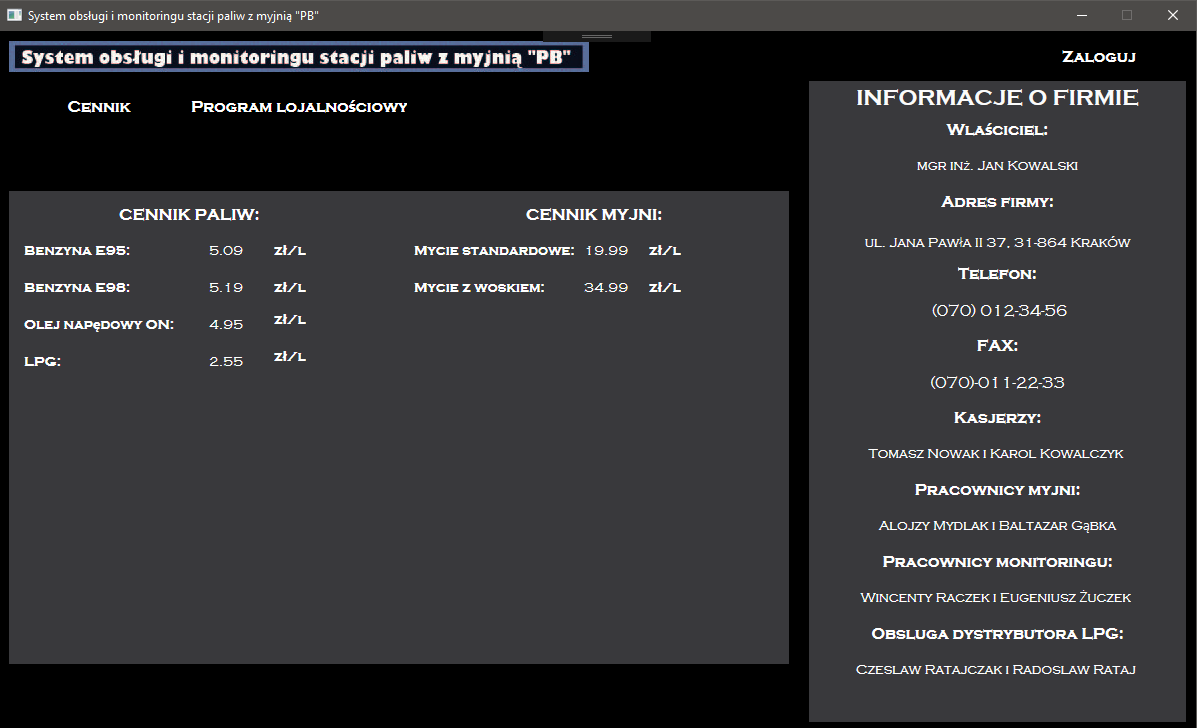 System obsługi i monitoringu stacji paliw z myjnią "PB"
System obsługi i monitoringu stacji paliw z myjnią "PB"
Zaloguj
Cennik
Program lojalnościowy
CENNIK PALIW:
Benzyna E95: 5.09 zł/L
Benzyna E98: 5.19 zł/L
Olej napędowy ON: 4.95 zł/L
LPG: 2.55 zł/L
CENNIK MYJNI:
Mycie standardowe: 19.99 zł/L
Mycie z woskiem: 34.99 zł/L
INFORMACJE O FIRMIE
Wlaściciel:
mgr inż. Jan Kowalski
Adres firmy:
ul. Jana Pawła II 37, 31-864 Kraków
Telefon:
(070) 012-34-56
FAX:
(070)-011-22-33
Kasjerzy:
Tomasz Nowak i Karol Kowalczyk
Pracownicy myjni:
Alojzy Mydlak i Baltazar Gąbka
Pracownicy monitoringu:
Wincenty Raczek i Eugeniusz Żuczek
Obsluga dystrybutora LPG:
Czeslaw Ratajczak i Radoslaw Rataj